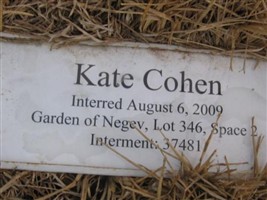 Kate Cohen
Interred August 6, 2009
Garden of Negev, Lot 346, Space 2
Interment: 37481